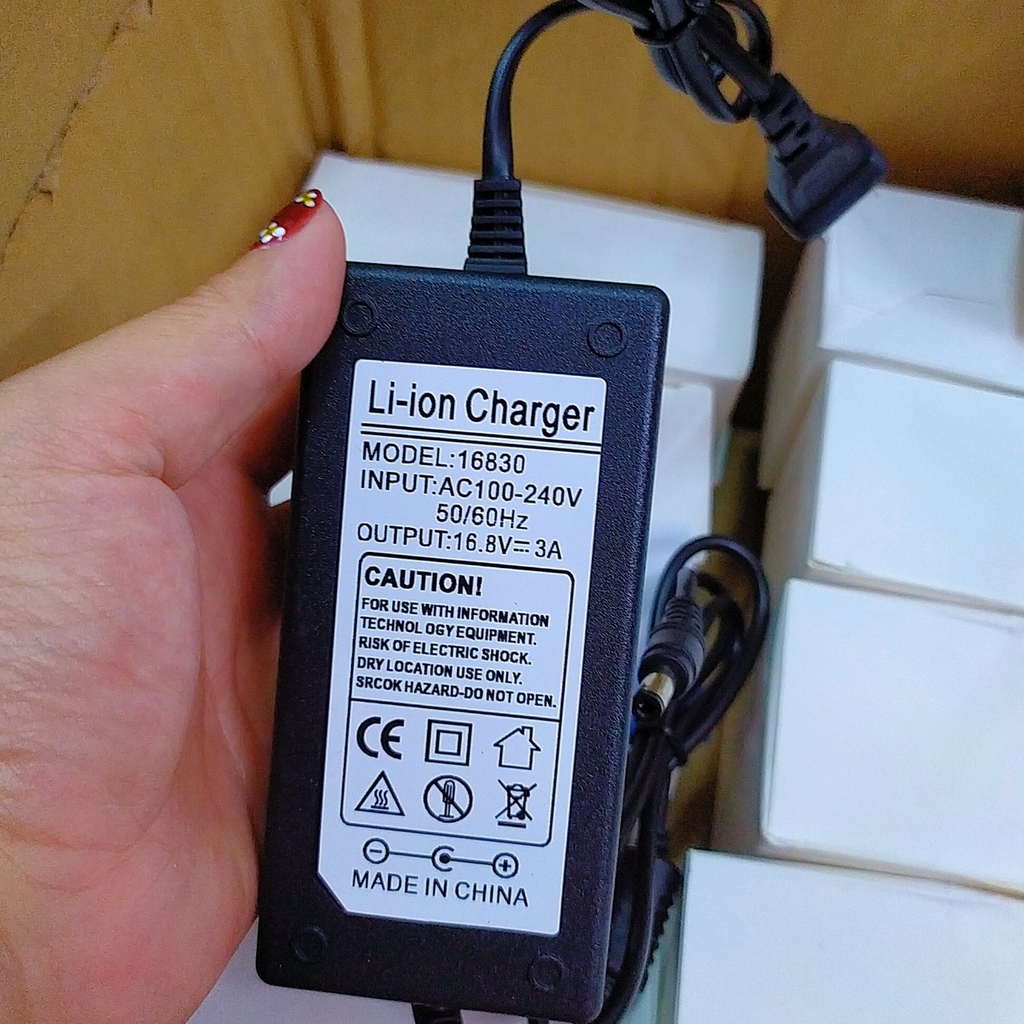 Li-ion Charger
MODEL:16830
INPUT:AC100-240V
50/60Hz
OUTPUT:16.8V⎓3A
CAUTION!
FOR USE WITH INFORMATION
TECHNOL OGY EQUIPMENT.
RISK OF ELECTRIC SHOCK.
DRY LOCATION USE ONLY.
SRCOK HAZARD-DO NOT OPEN.
CE
MADE IN CHINA